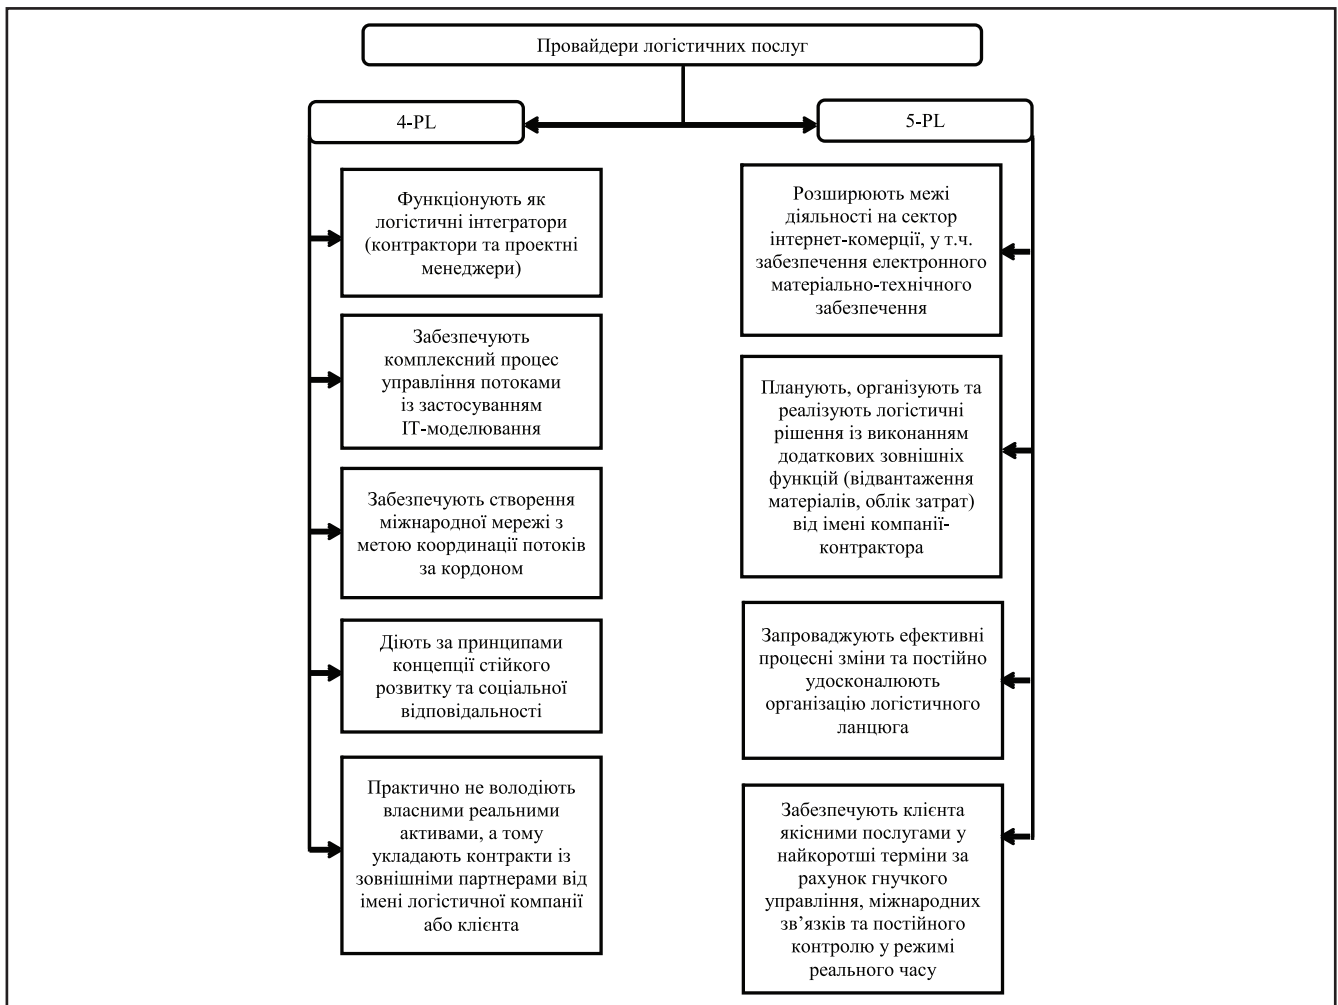 Провайдери логістичних послуг
4-PL
5-PL
Функціонують як
логістичні інтегратори
(контрактори та проектні
менеджери)
Забезпечують
комплексний процес
управління потоками
із застосуванням
ІТ-моделювання
Забезпечують створення
міжнародної мережі з
метою координації потоків
за кордоном
Діють за принципами
концепції стійкого
розвитку та соціальної
відповідальності
Практично не володіють
власними реальними
активами, а тому
укладають контракти із
зовнішніми партнерами від
імені логістичної компанії
або клієнта
Розширюють межі
діяльності на сектор
інтернет-комерції, у т.ч.
забезпечення електронного
матеріально-технічного
забезпечення
Планують, організують та
реалізують логістичні
рішення із виконанням
додаткових зовнішніх
функцій (відвантаження
матеріалів, облік затрат)
від імені компанії-
контрактора
Запроваджують ефективні
процесні зміни та постійно
удосконалюють
організацію логістичного
ланцюга
Забезпечують клієнта
якісними послугами у
найкоротші терміни за
рахунок гнучкого
управління, міжнародних
зв’язків та постійного
контролю у режимі
реального часу